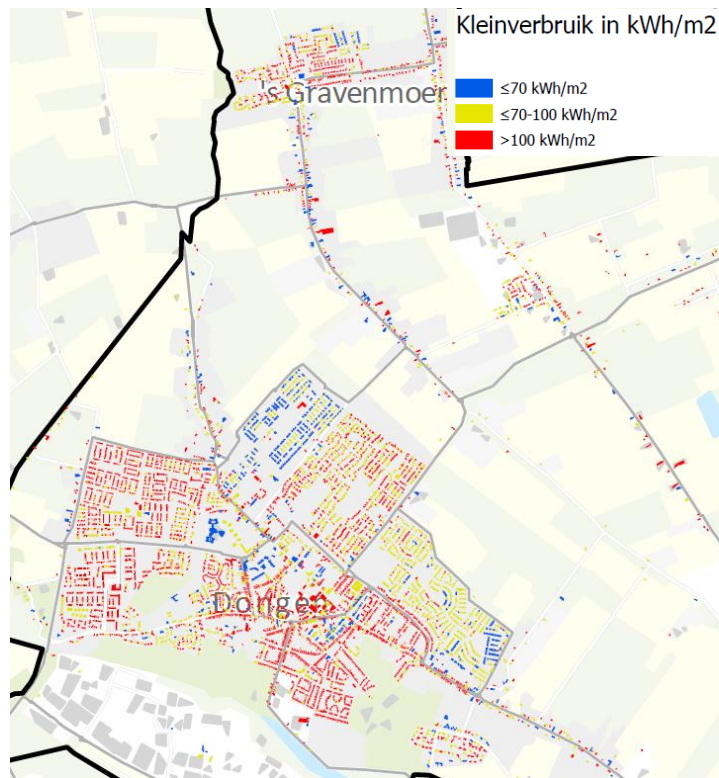 Kleinverbruik in kWh/m2
≤70 kWh/m2
≤70-100 kWh/m2
>100 kWh/m2
's Gravenmoer
Dongen